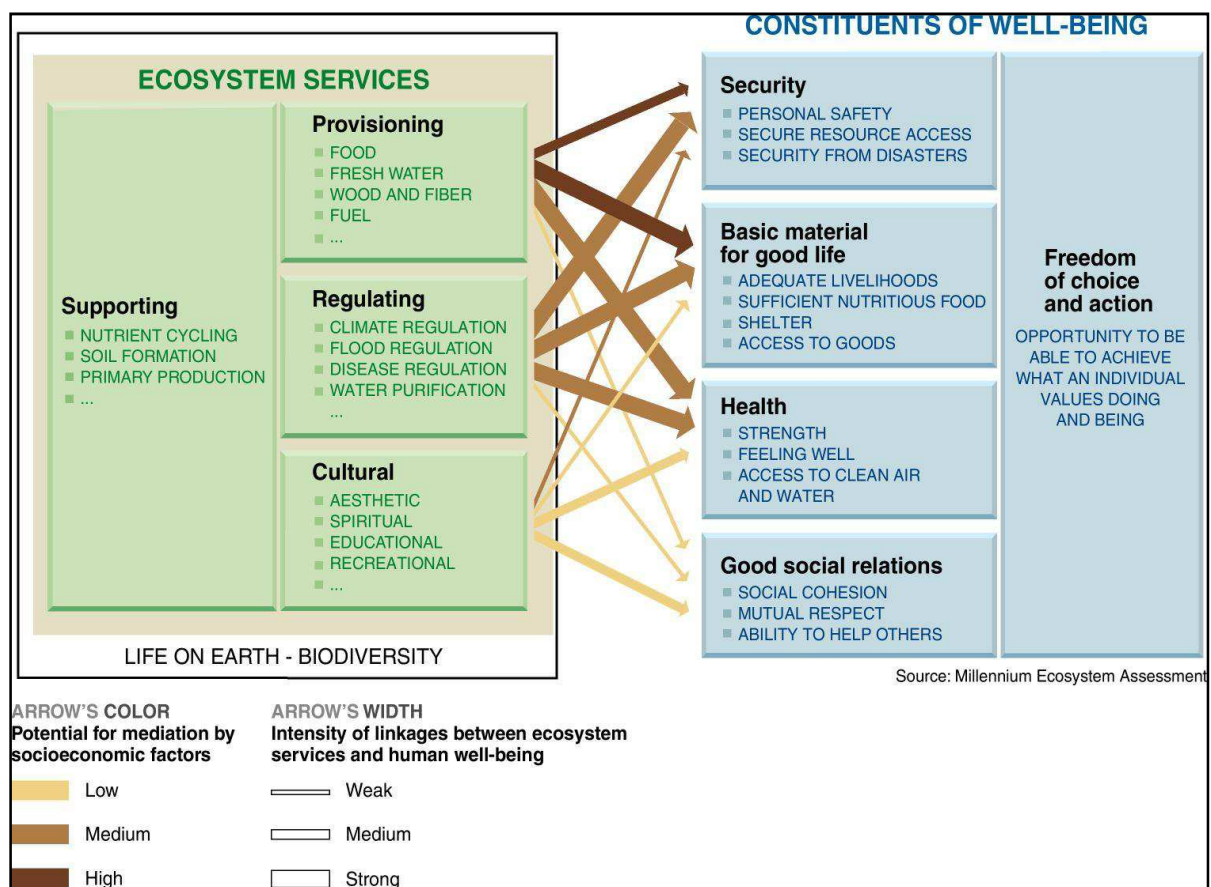 CONSTITUENTS OF WELL-BEING
ECOSYSTEM SERVICES
Supporting
NUTRIENT CYCLING
SOIL FORMATION
PRIMARY PRODUCTION
...
Provisioning
FOOD
FRESH WATER
WOOD AND FIBER
FUEL
...
Regulating
CLIMATE REGULATION
FLOOD REGULATION
DISEASE REGULATION
WATER PURIFICATION
...
Cultural
AESTHETIC
SPIRITUAL
EDUCATIONAL
RECREATIONAL
...
LIFE ON EARTH - BIODIVERSITY
Security
PERSONAL SAFETY
SECURE RESOURCE ACCESS
SECURITY FROM DISASTERS
Basic material
for good life
ADEQUATE LIVELIHOODS
SUFFICIENT NUTRITIOUS FOOD
SHELTER
ACCESS TO GOODS
Health
STRENGTH
FEELING WELL
ACCESS TO CLEAN AIR
AND WATER
Good social relations
SOCIAL COHESION
MUTUAL RESPECT
ABILITY TO HELP OTHERS
Freedom
of choice
and action
OPPORTUNITY TO BE
ABLE TO ACHIEVE
WHAT AN INDIVIDUAL
VALUES DOING
AND BEING
Source: Millennium Ecosystem Assessment
ARROW'S COLOR
Potential for mediation by
socioeconomic factors
Low
Medium
High
ARROW'S WIDTH
Intensity of linkages between ecosystem
services and human well-being
Weak
Medium
Strong